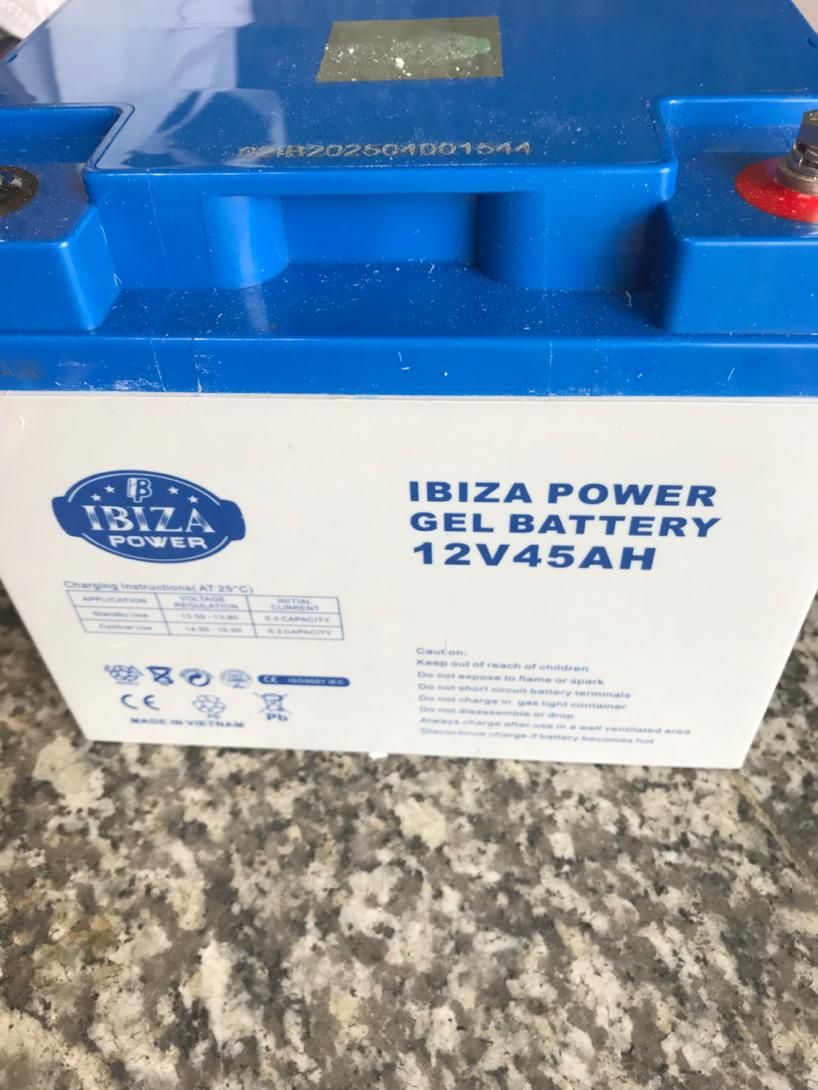 02IB202504001544
IB
IBIZA
POWER
IBIZA POWER
GEL BATTERY
12V45AH
Charging Instructions( AT 25°C)
APPLICATION VOLTAGE REGULATION INITIAL CURRENT
Standby Use 13.50 - 13.80 0.3 CAPACITY
Cyclical Use 14.50 - 15.00 0.3 CAPACITY
CE ISO9001 IEC
CE
Pb
MADE IN VIETNAM
Caution:
Keep out of reach of children
Do not expose to flame or spark
Do not short circuit battery terminals
Do not charge in gas tight container
Do not disassemble or drop
Always charge after use in a well ventilated area
Discontinue charge if battery becomes hot